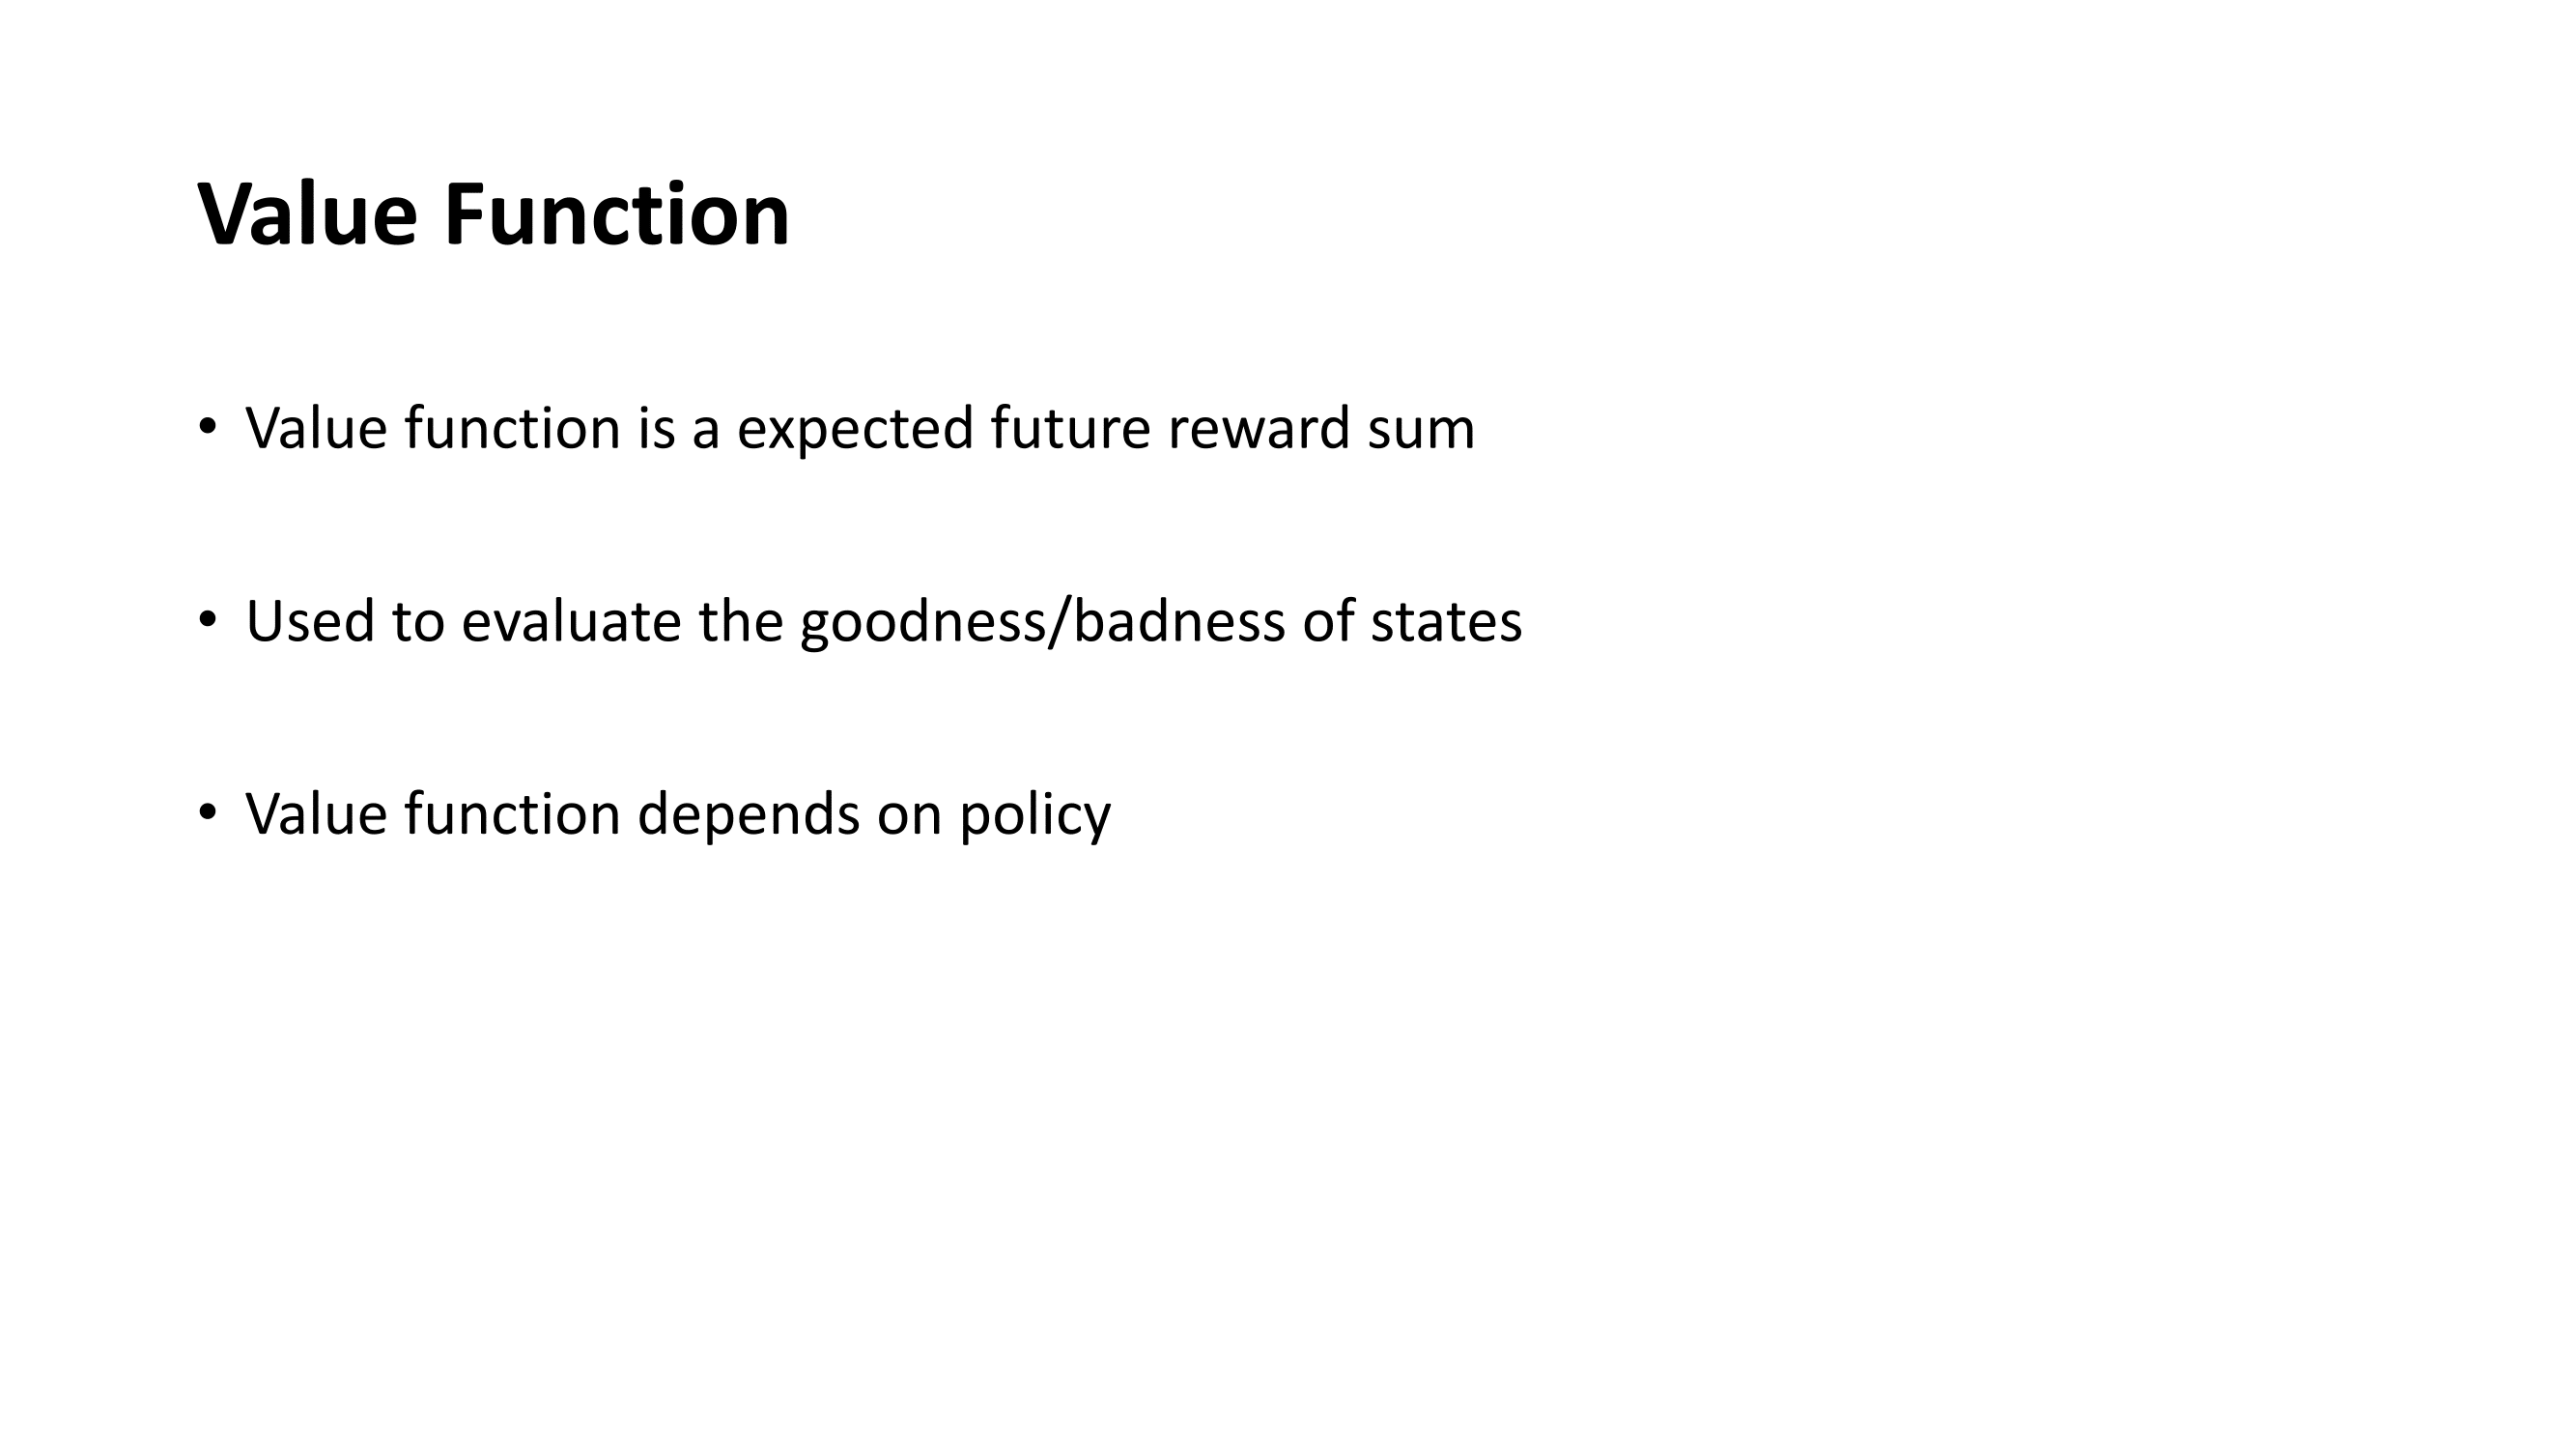 Value Function
• Value function is a expected future reward sum
• Used to evaluate the goodness/badness of states
• Value function depends on policy